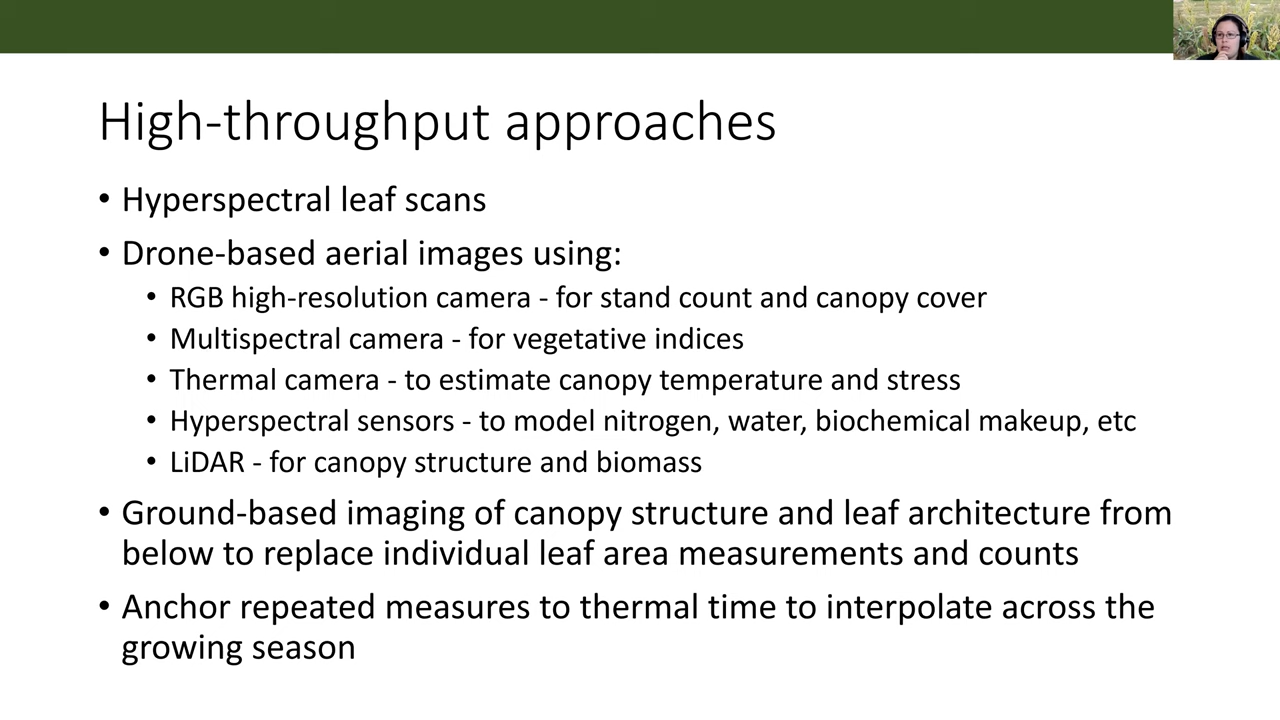 High-throughput approaches
• Hyperspectral leaf scans
• Drone-based aerial images using:
• RGB high-resolution camera - for stand count and canopy cover
• Multispectral camera - for vegetative indices
• Thermal camera - to estimate canopy temperature and stress
• Hyperspectral sensors - to model nitrogen, water, biochemical makeup, etc
• LiDAR - for canopy structure and biomass
• Ground-based imaging of canopy structure and leaf architecture from
below to replace individual leaf area measurements and counts
• Anchor repeated measures to thermal time to interpolate across the
growing season